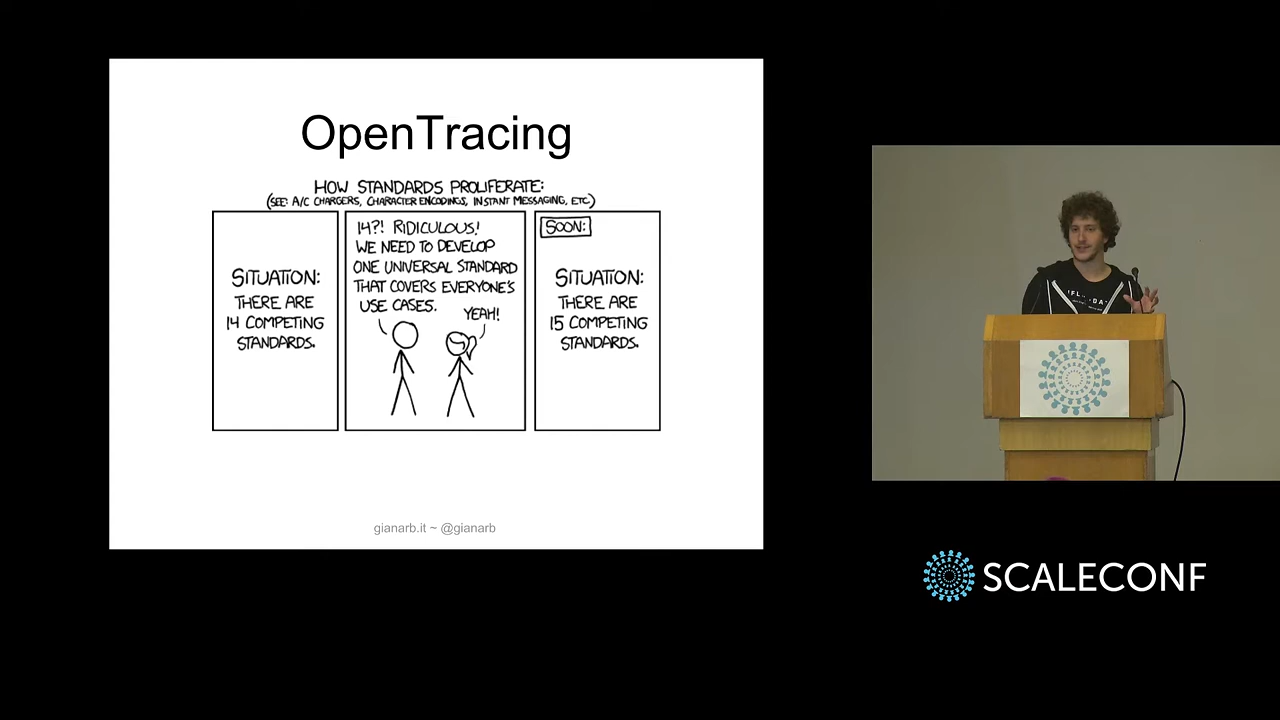 OpenTracing
HOW STANDARDS PROLIFERATE:
(SEE: A/C CHARGERS, CHARACTER ENCODINGS, INSTANT MESSAGING, ETC.)
SITUATION:
THERE ARE
14 COMPETING
STANDARDS.
14?! RIDICULOUS!
WE NEED TO DEVELOP
ONE UNIVERSAL STANDARD
THAT COVERS EVERYONE'S
USE CASES.
YEAH!
SOON:
SITUATION:
THERE ARE
15 COMPETING
STANDARDS.
gianarb.it ~ @gianarb
SCALECONF